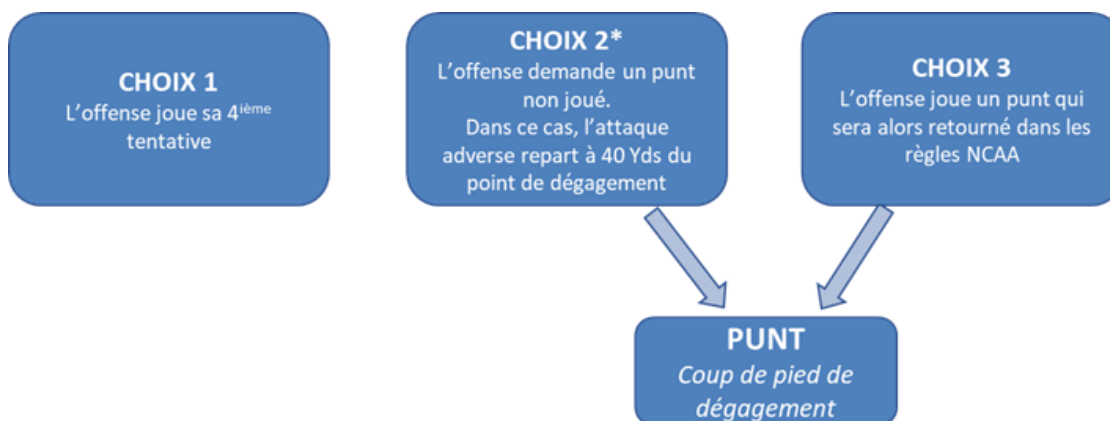 CHOIX 1
L'offense joue sa 4ième
tentative
CHOIX 2*
L'offense demande un punt
non joué.
Dans ce cas, l'attaque
adverse repart à 40 Yds du
point de dégagement
CHOIX 3
L'offense joue un punt qui
sera alors retourné dans les
règles NCAA
PUNT
Coup de pied de
dégagement